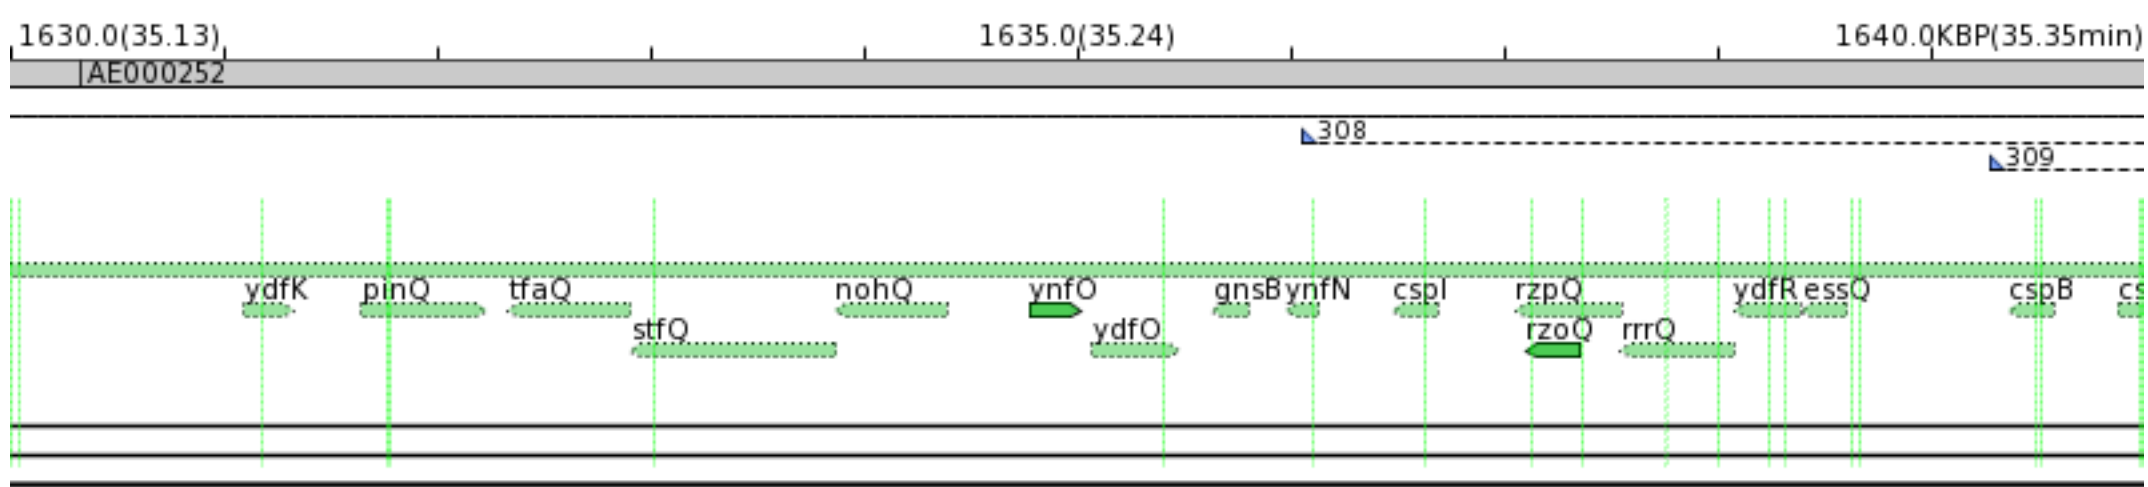 1630.0(35.13) 1635.0(35.24) 1640.0KBP(35.35min)
AE000252
308
309
ydfK pinQ tfaQ nohQ ynfO gnsB ynfN cspI rzpQ ydfR essQ cspB cs
stfQ ydfO rzoQ rrrQ